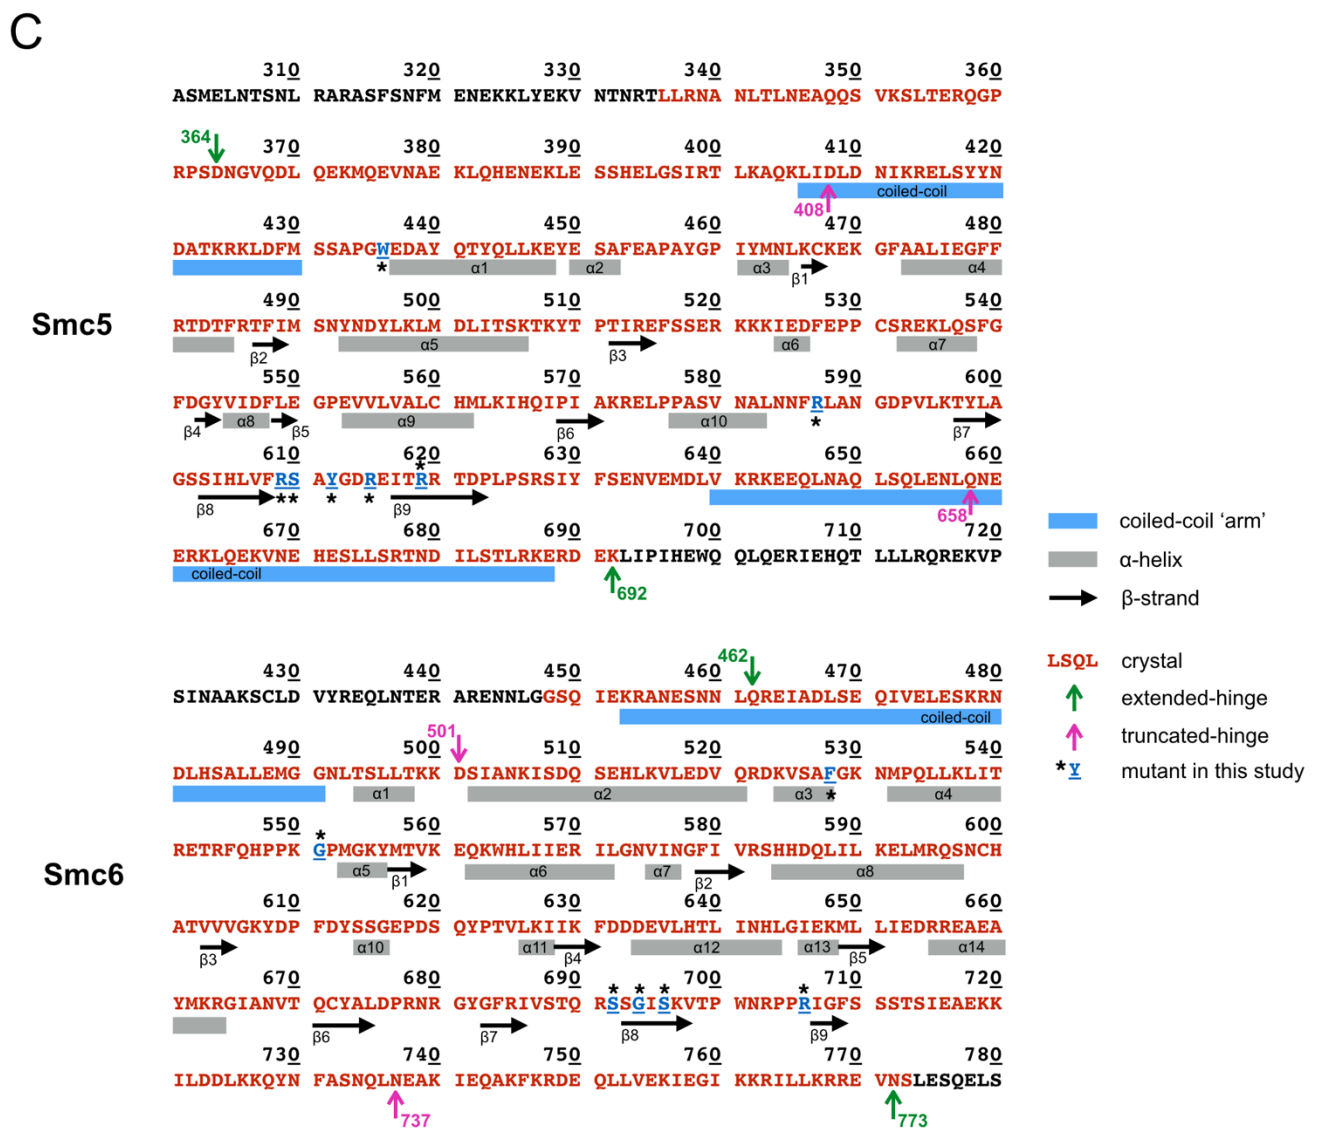 C
310 320 330 340 350 360
ASMELNTSNL RARASFSNFM ENEKKLYEKV NTNRTLLRNA NLTLNEAQQS VKSLTERQGP
364
370 380 390 400 410 420
RPSDNGVQDL QEKMQEVNAE KLQHENEKLE SSHELGSIRT LKAQKLIDLD NIKRELSYYN
coiled-coil
408
430 440 450 460 470 480
DATKRKLDFM SSAPGWEDAY QTYQLLKEYE SAFEAPAYGP IYMNLKCKEK GFAALIEGFF
* α1 α2 α3 β1 α4
490 500 510 520 530 540
Smc5
RTDTFRTFIM SNYNDYLKLM DLITSKTKYT PTIREFSSER KKKIEDFEPP CSREKLQSFG
β2 α5 β3 α6 α7
550 560 570 580 590 600
FDGYVIDFLE GPEVVLVALC HMLKIHQIPI AKRELPPASV NALNNFRLAN GDPVLKTYLA
β4 α8 β5 α9 β6 α10 * β7
610 620 630 640 650 660
*
GSSIHLVFRS AYGDREITRR TDPLPSRSIY FSENVEMDLV KRKEEQLNAQ LSQLENLQNE
β8 ** * * β9
658
670 680 690 700 710 720
ERKLQEKVNE HESLLSRTND ILSTLRKERD EKLIPIHEWQ QLQERIEHQT LLLRQREKVP
coiled-coil
692
coiled-coil ‘arm’
α-helix
β-strand
LSQL crystal
extended-hinge
truncated-hinge
*Y mutant in this study
462
430 440 450 460 470 480
SINAAKSCLD VYREQLNTER ARENNLGGSQ IEKRANESNN LQREIADLSE QIVELESKRN
coiled-coil
501
490 500 510 520 530 540
DLHSALLEMG GNLTSLLTKK DSIANKISDQ SEHLKVLEDV QRDKVSAFGK NMPQLLKLIT
α1 α2 α3 * α4
550 560 570 580 590 600
*
RETRFQHPPK GPMGKYMTVK EQKWHLIIER ILGNVINGFI VRSHHDQLIL KELMRQSNCH
α5 β1 α6 α7 β2 α8
Smc6
610 620 630 640 650 660
ATVVVGKYDP FDYSSGEPDS QYPTVLKIIK FDDDEVLHTL INHLGIEKML LIEDRREAEA
β3 α10 α11 β4 α12 α13 β5 α14
670 680 690 700 710 720
* * * *
YMKRGIANVT QCYALDPRNR GYGFRIVSTQ RSSGISKVTP WNRPPRIGFS SSTSIEAEKK
β6 β7 β8 β9
730 740 750 760 770 780
ILDDLKKQYN FASNQLNEAK IEQAKFKRDE QLLVEKIEGI KKRILLKRRE VNSLESQELS
737 773